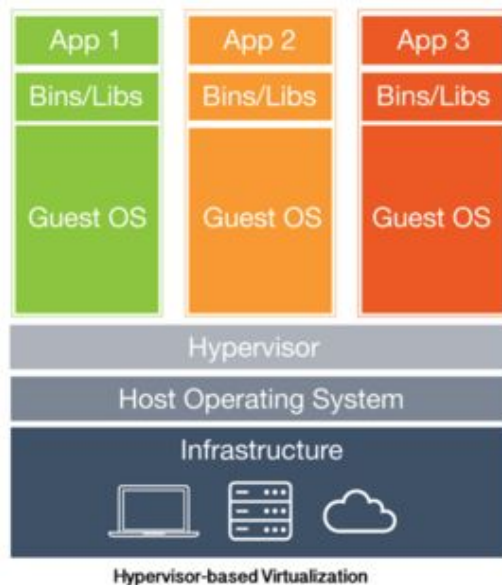 App 1 App 2 App 3
Bins/Libs Bins/Libs Bins/Libs
Guest OS Guest OS Guest OS
Hypervisor
Host Operating System
Infrastructure
Hypervisor-based Virtualization